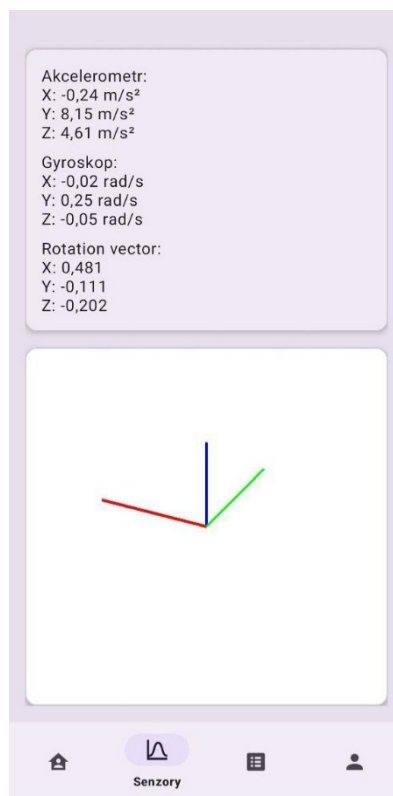 Akcelerometr:
X: -0,24 m/s²
Y: 8,15 m/s²
Z: 4,61 m/s²
Gyroskop:
X: -0,02 rad/s
Y: 0,25 rad/s
Z: -0,05 rad/s
Rotation vector:
X: 0,481
Y: -0,111
Z: -0,202
Senzory